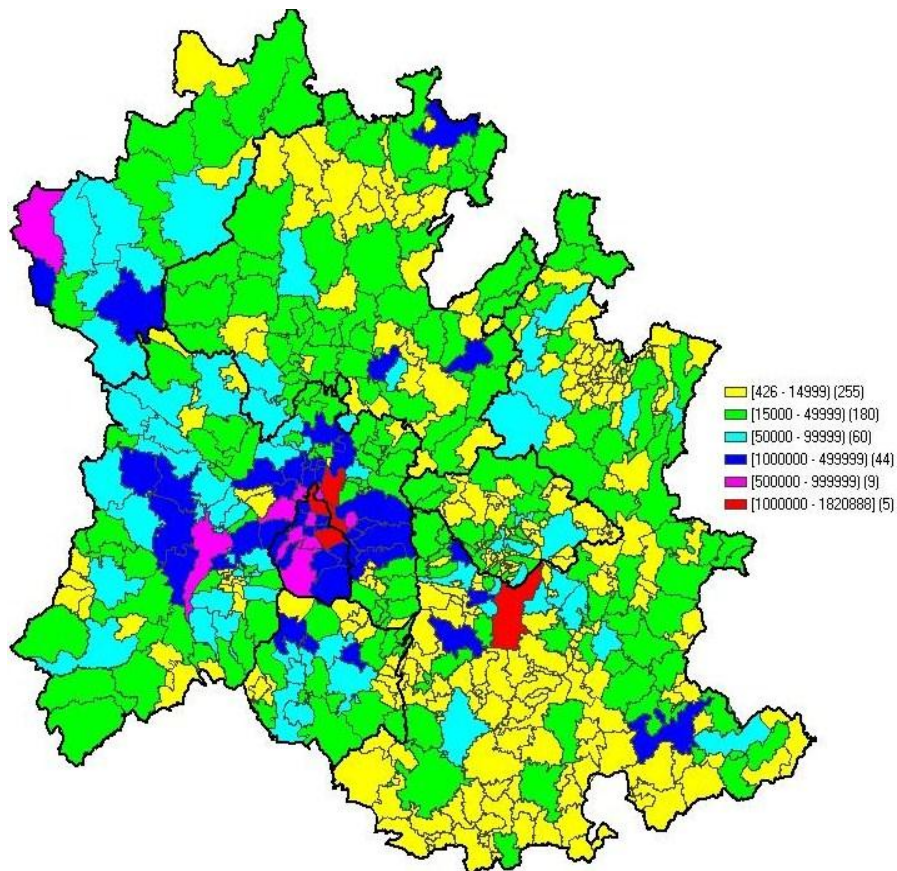 [426 - 14999) (255)
[15000 - 49999) (180)
[50000 - 99999) (60)
[1000000 - 499999) (44)
[500000 - 999999) (9)
[1000000 - 1820888] (5)